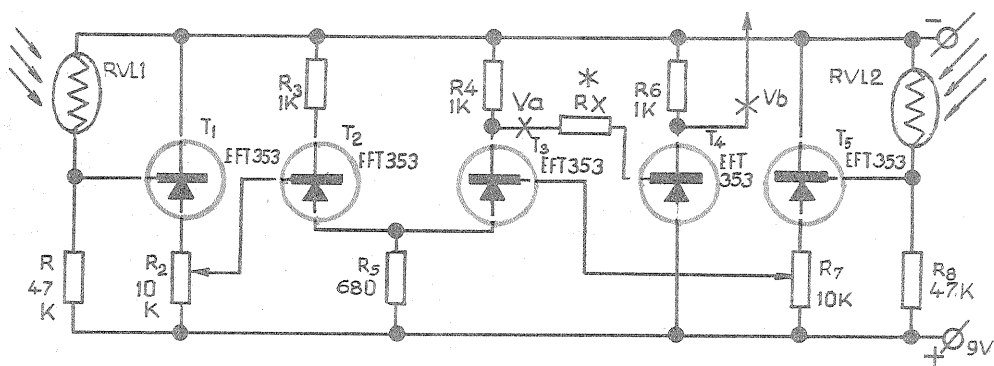 RVL1
R3
1K
R4
1K
Va
*
RX
R6
1K
Vb
−
RVL2
T1
EFT353
T2
EFT353
T3
EFT353
T4
EFT
353
T5
EFT353
R
47
K
R2
10
K
R5
680
R7
10K
R8
47K
+
9V